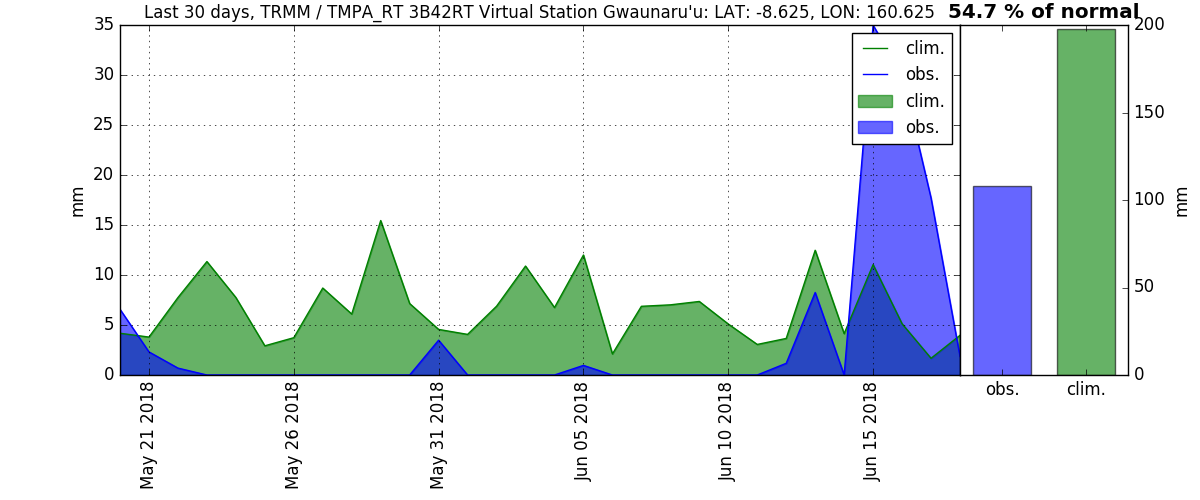 Last 30 days, TRMM / TMPA_RT 3B42RT Virtual Station Gwaunaru'u: LAT: -8.625, LON: 160.625 54.7 % of normal
35
30
25
20
15
10
5
0
mm
clim.
obs.
clim.
obs.
200
150
100
50
0
mm
obs.
clim.
May 21 2018
May 26 2018
May 31 2018
Jun 05 2018
Jun 10 2018
Jun 15 2018